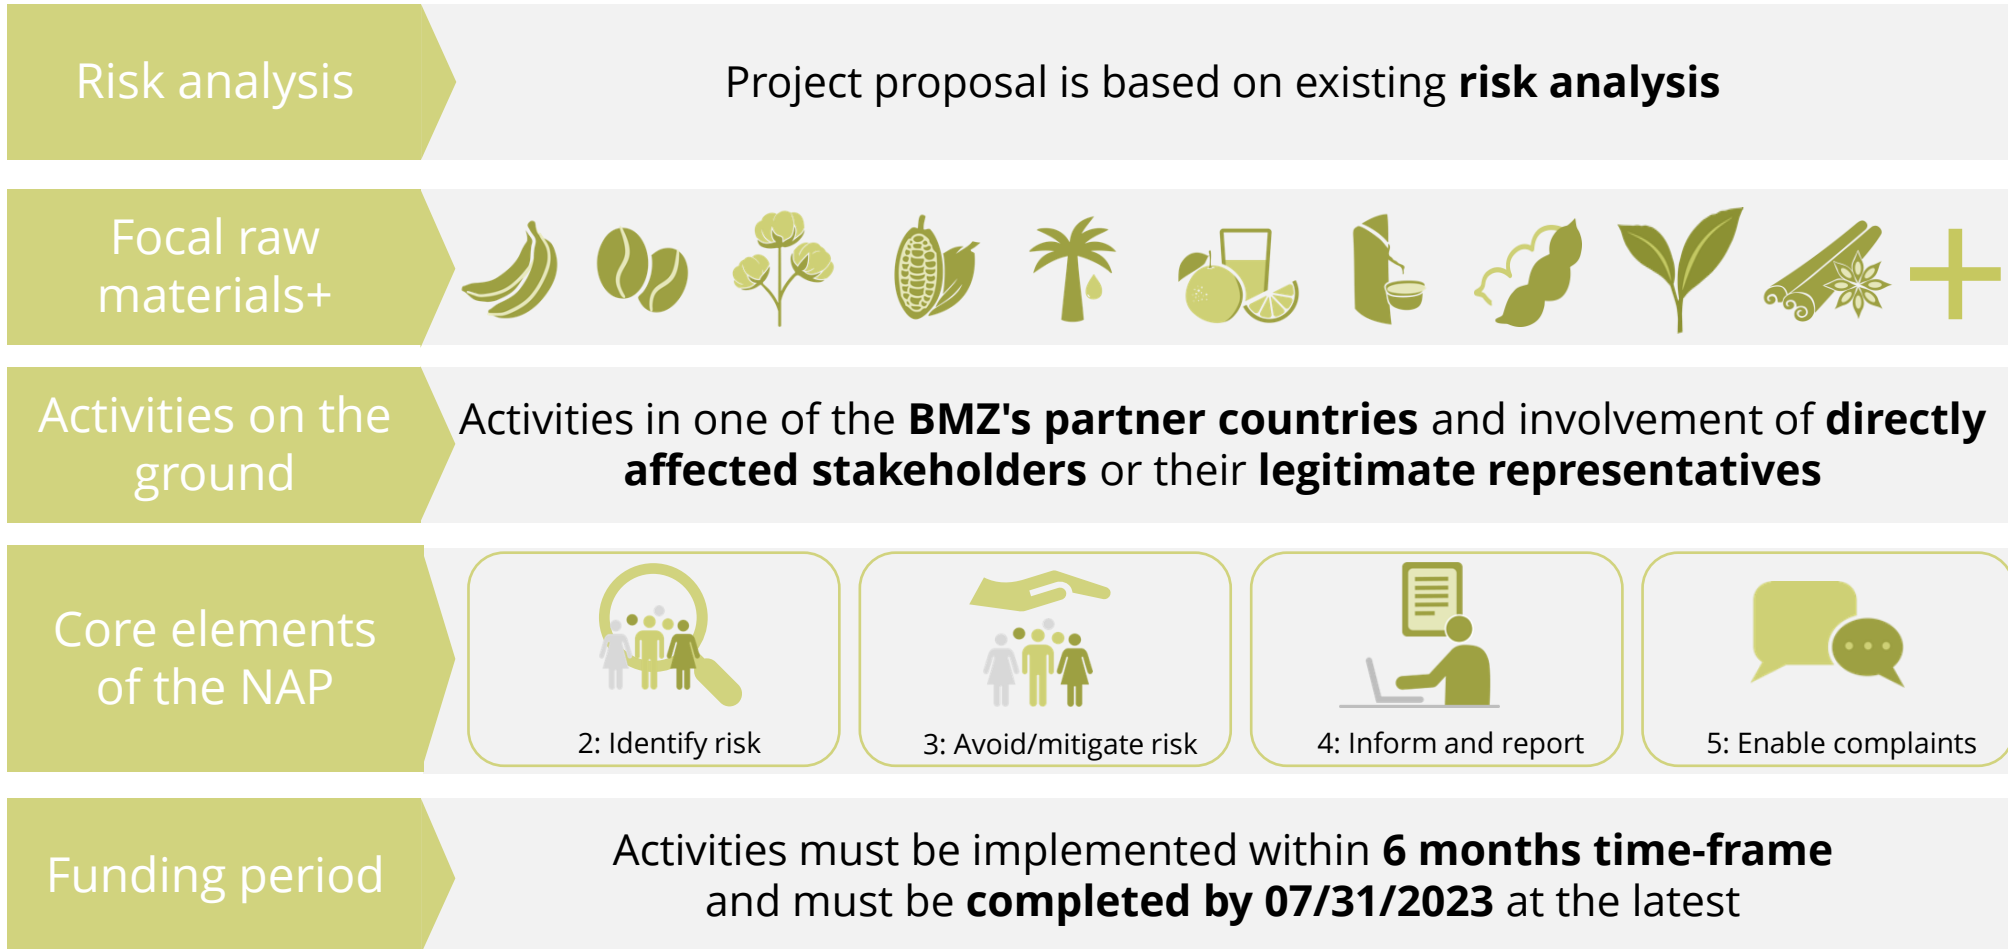 Risk analysis
Project proposal is based on existing risk analysis
Focal raw
materials+
Activities on the
ground
Activities in one of the BMZ's partner countries and involvement of directly
affected stakeholders or their legitimate representatives
Core elements
of the NAP
2: Identify risk
3: Avoid/mitigate risk
4: Inform and report
5: Enable complaints
Funding period
Activities must be implemented within 6 months time-frame
and must be completed by 07/31/2023 at the latest